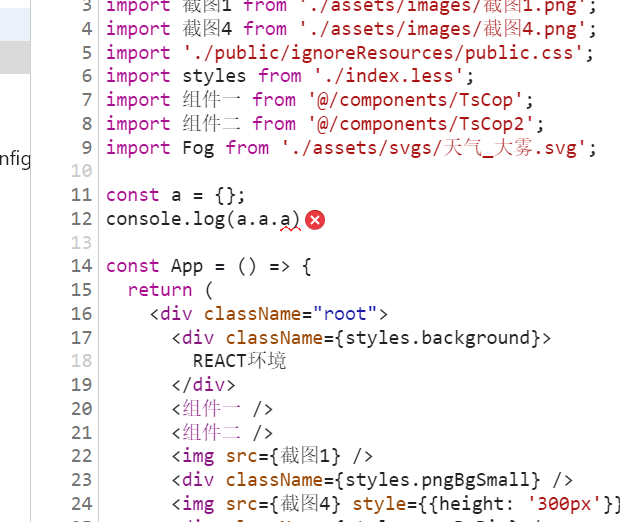 3 import 截图1 from './assets/images/截图1.png';
4 import 截图4 from './assets/images/截图4.png';
5 import './public/ignoreResources/public.css';
6 import styles from './index.less';
7 import 组件一 from '@/components/TsCop';
8 import 组件二 from '@/components/TsCop2';
nfig
9 import Fog from './assets/svgs/天气_大雾.svg';
10
11 const a = {};
12 console.log(a.a.a)
13
14 const App = () => {
15 return (
16 <div className="root">
17 <div className={styles.background}>
18 REACT环境
19 </div>
20 <组件一 />
21 <组件二 />
22 <img src={截图1} />
23 <div className={styles.pngBgSmall} />
24 <img src={截图4} style={{height: '300px'}}